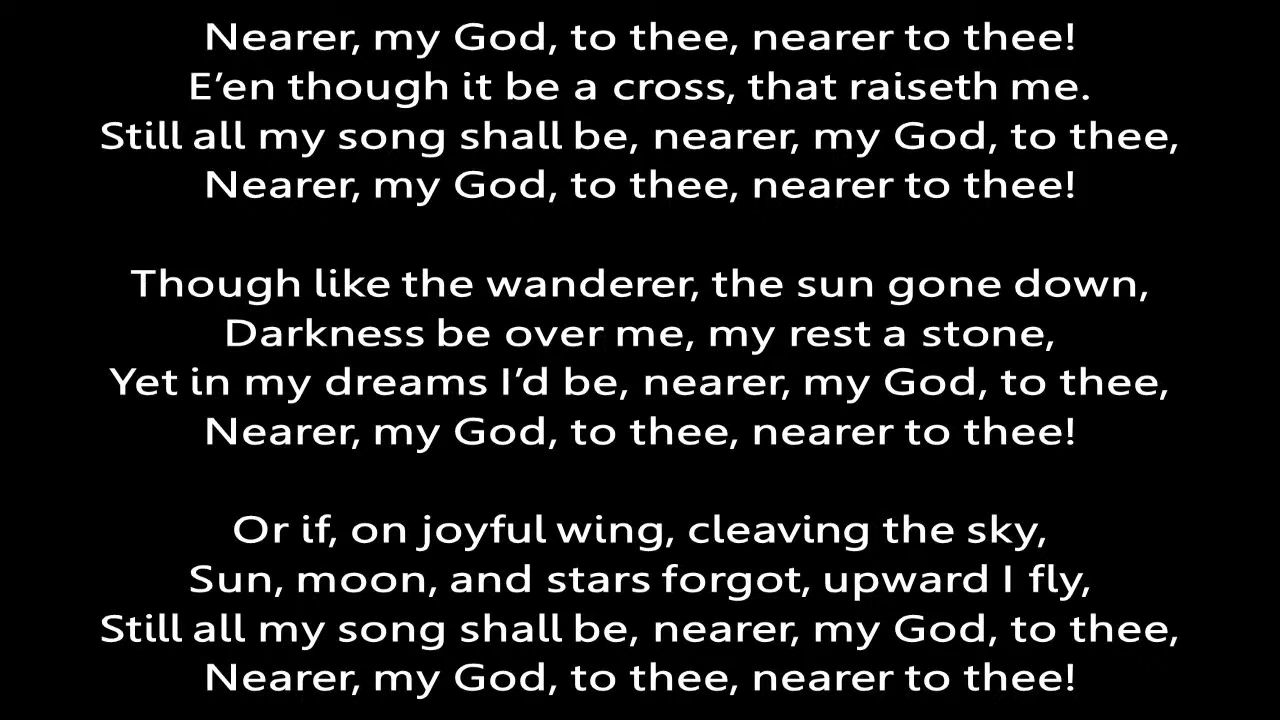 Nearer, my God, to thee, nearer to thee!
E’en though it be a cross, that raiseth me.
Still all my song shall be, nearer, my God, to thee,
Nearer, my God, to thee, nearer to thee!
Though like the wanderer, the sun gone down,
Darkness be over me, my rest a stone,
Yet in my dreams I’d be, nearer, my God, to thee,
Nearer, my God, to thee, nearer to thee!
Or if, on joyful wing, cleaving the sky,
Sun, moon, and stars forgot, upward I fly,
Still all my song shall be, nearer, my God, to thee,
Nearer, my God, to thee, nearer to thee!